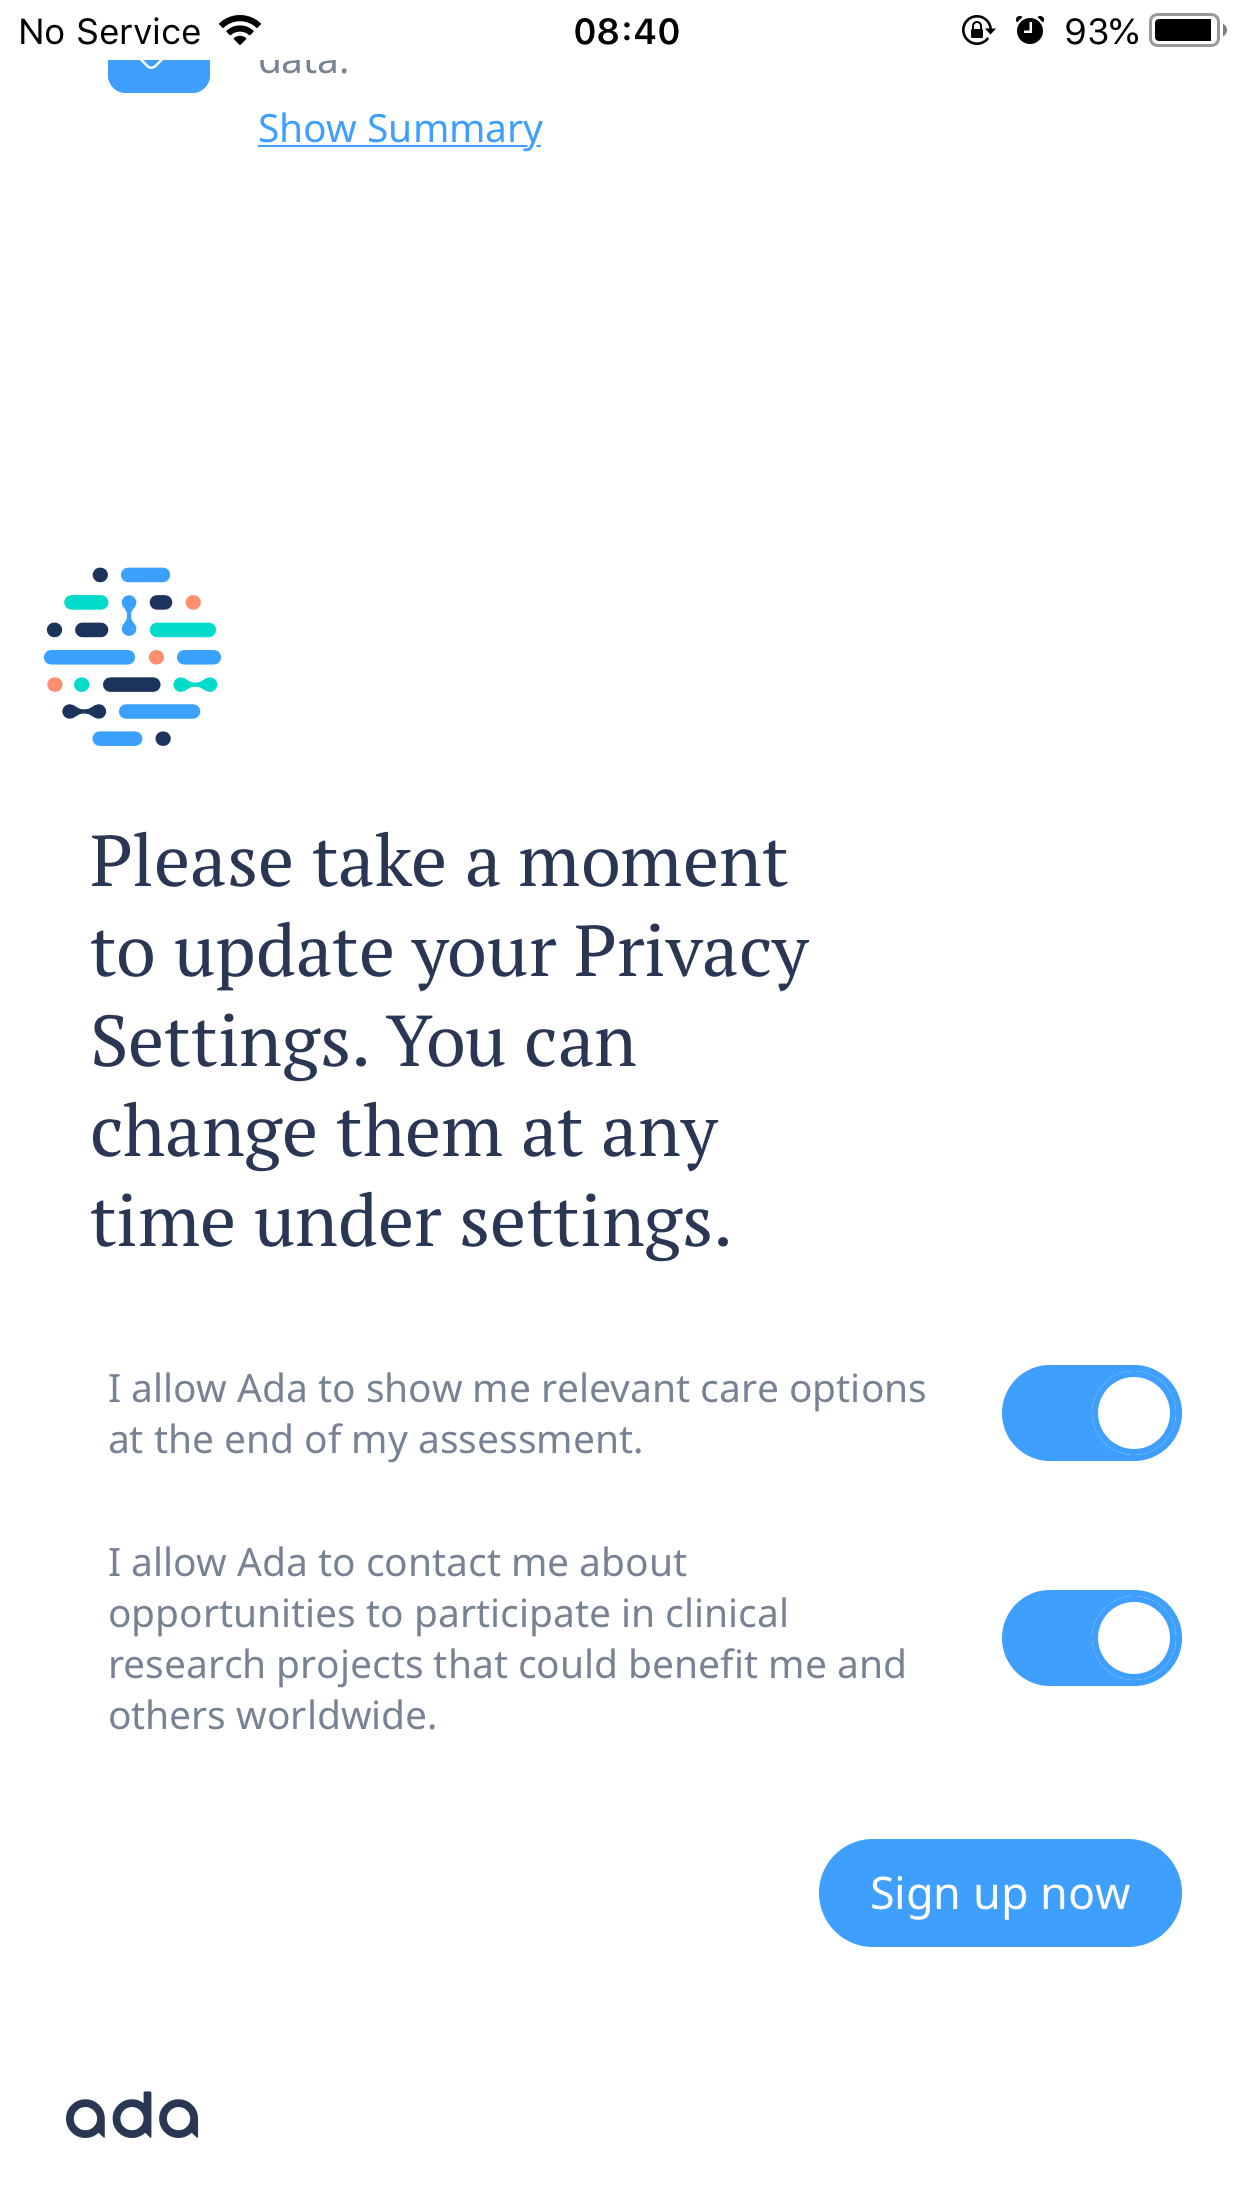 No Service 08:40 93%
data.
Show Summary
Please take a moment
to update your Privacy
Settings. You can
change them at any
time under settings.
I allow Ada to show me relevant care options
at the end of my assessment.
I allow Ada to contact me about
opportunities to participate in clinical
research projects that could benefit me and
others worldwide.
Sign up now
ada